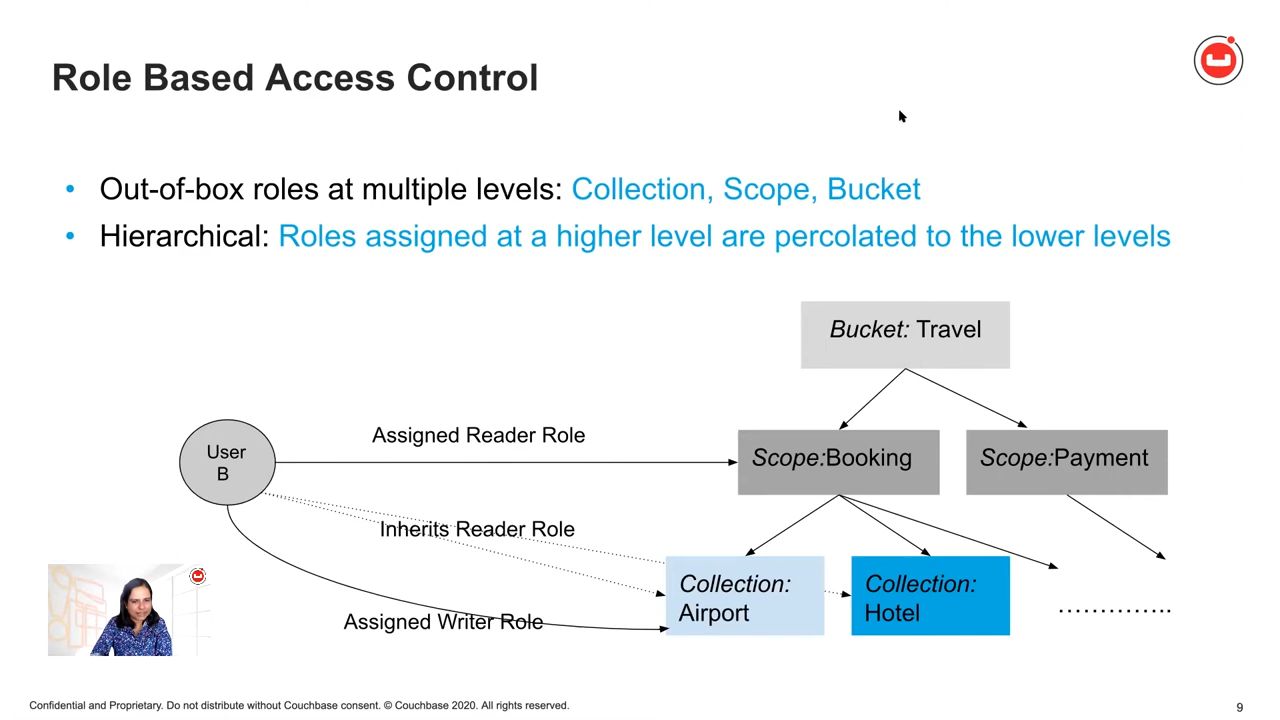 Role Based Access Control
• Out-of-box roles at multiple levels: Collection, Scope, Bucket
• Hierarchical: Roles assigned at a higher level are percolated to the lower levels
Bucket: Travel
User
B
Assigned Reader Role
Scope:Booking
Scope:Payment
Inherits Reader Role
Assigned Writer Role
Collection:
Airport
Collection:
Hotel
…………..
Confidential and Proprietary. Do not distribute without Couchbase consent. © Couchbase 2020. All rights reserved.
9